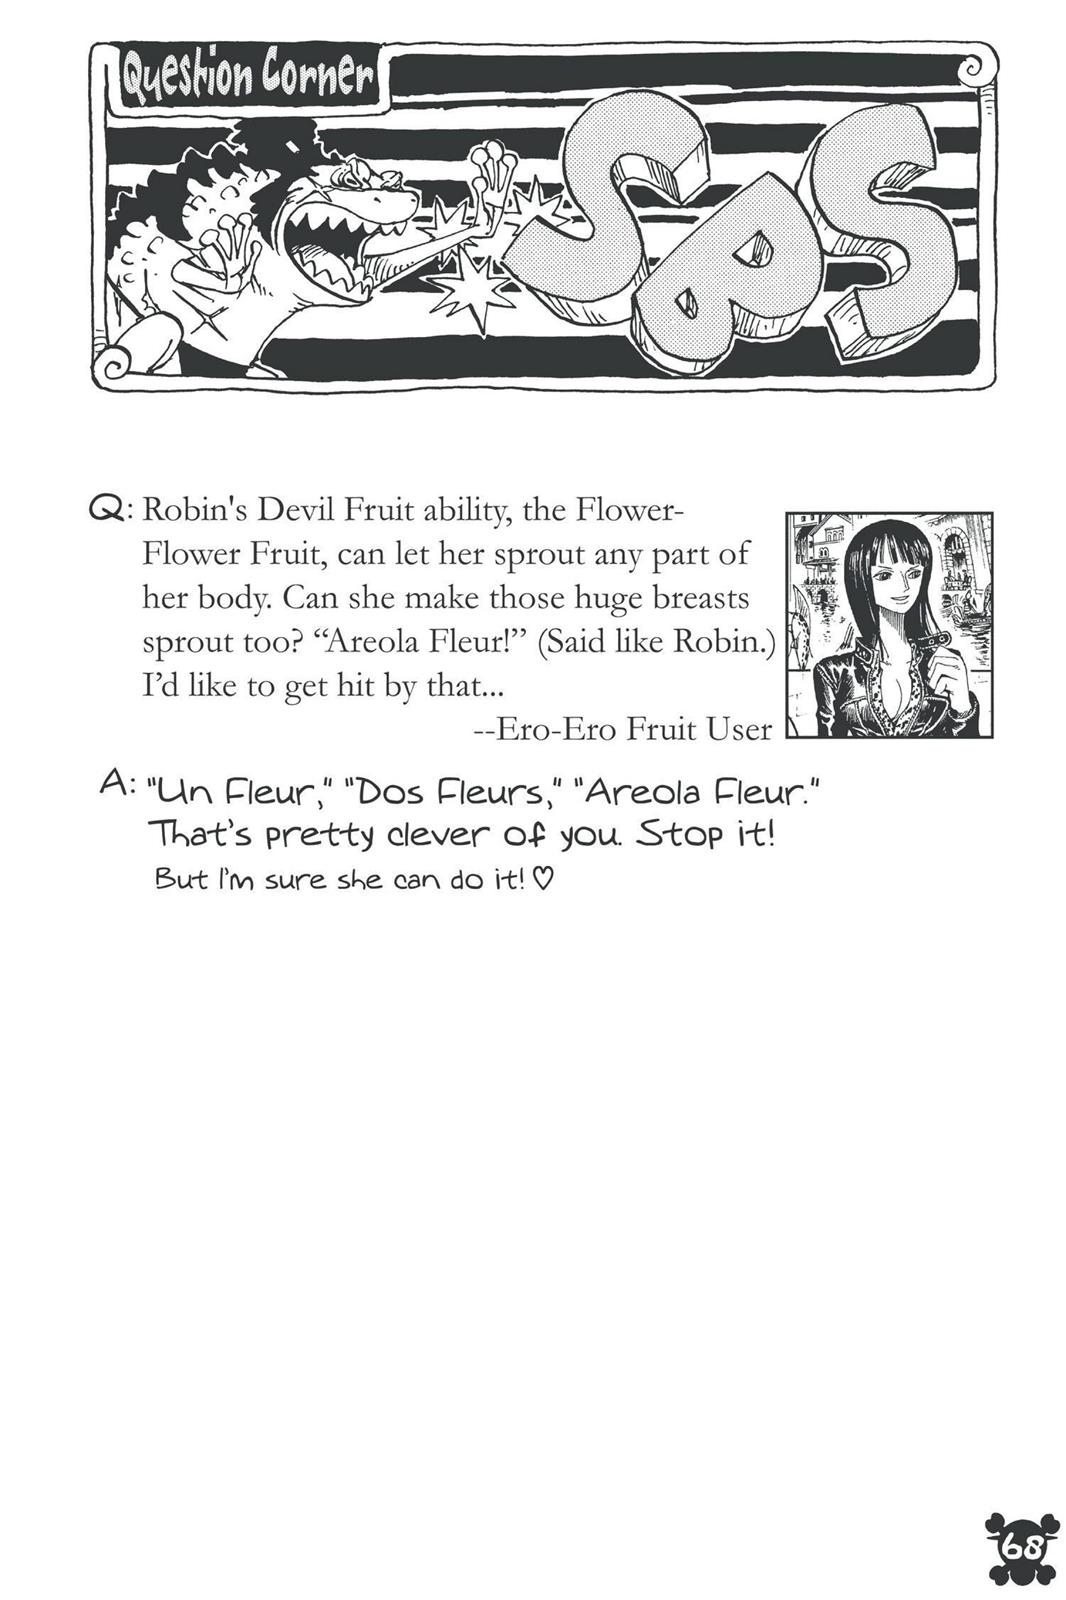 Question Corner
SBS
Q: Robin's Devil Fruit ability, the Flower-
Flower Fruit, can let her sprout any part of
her body. Can she make those huge breasts
sprout too? “Areola Fleur!” (Said like Robin.)
I’d like to get hit by that...
--Ero-Ero Fruit User
A: "Un Fleur," "Dos Fleurs," "Areola Fleur."
That's pretty clever of you. Stop it!
But I'm sure she can do it! ♡
68